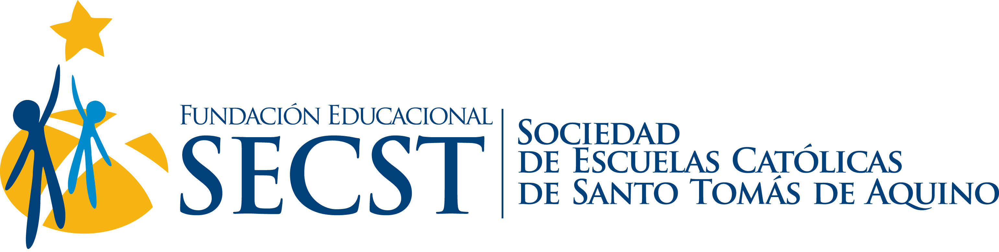 Fundación Educacional
SECST
Sociedad
de Escuelas Católicas
de Santo Tomás de Aquino